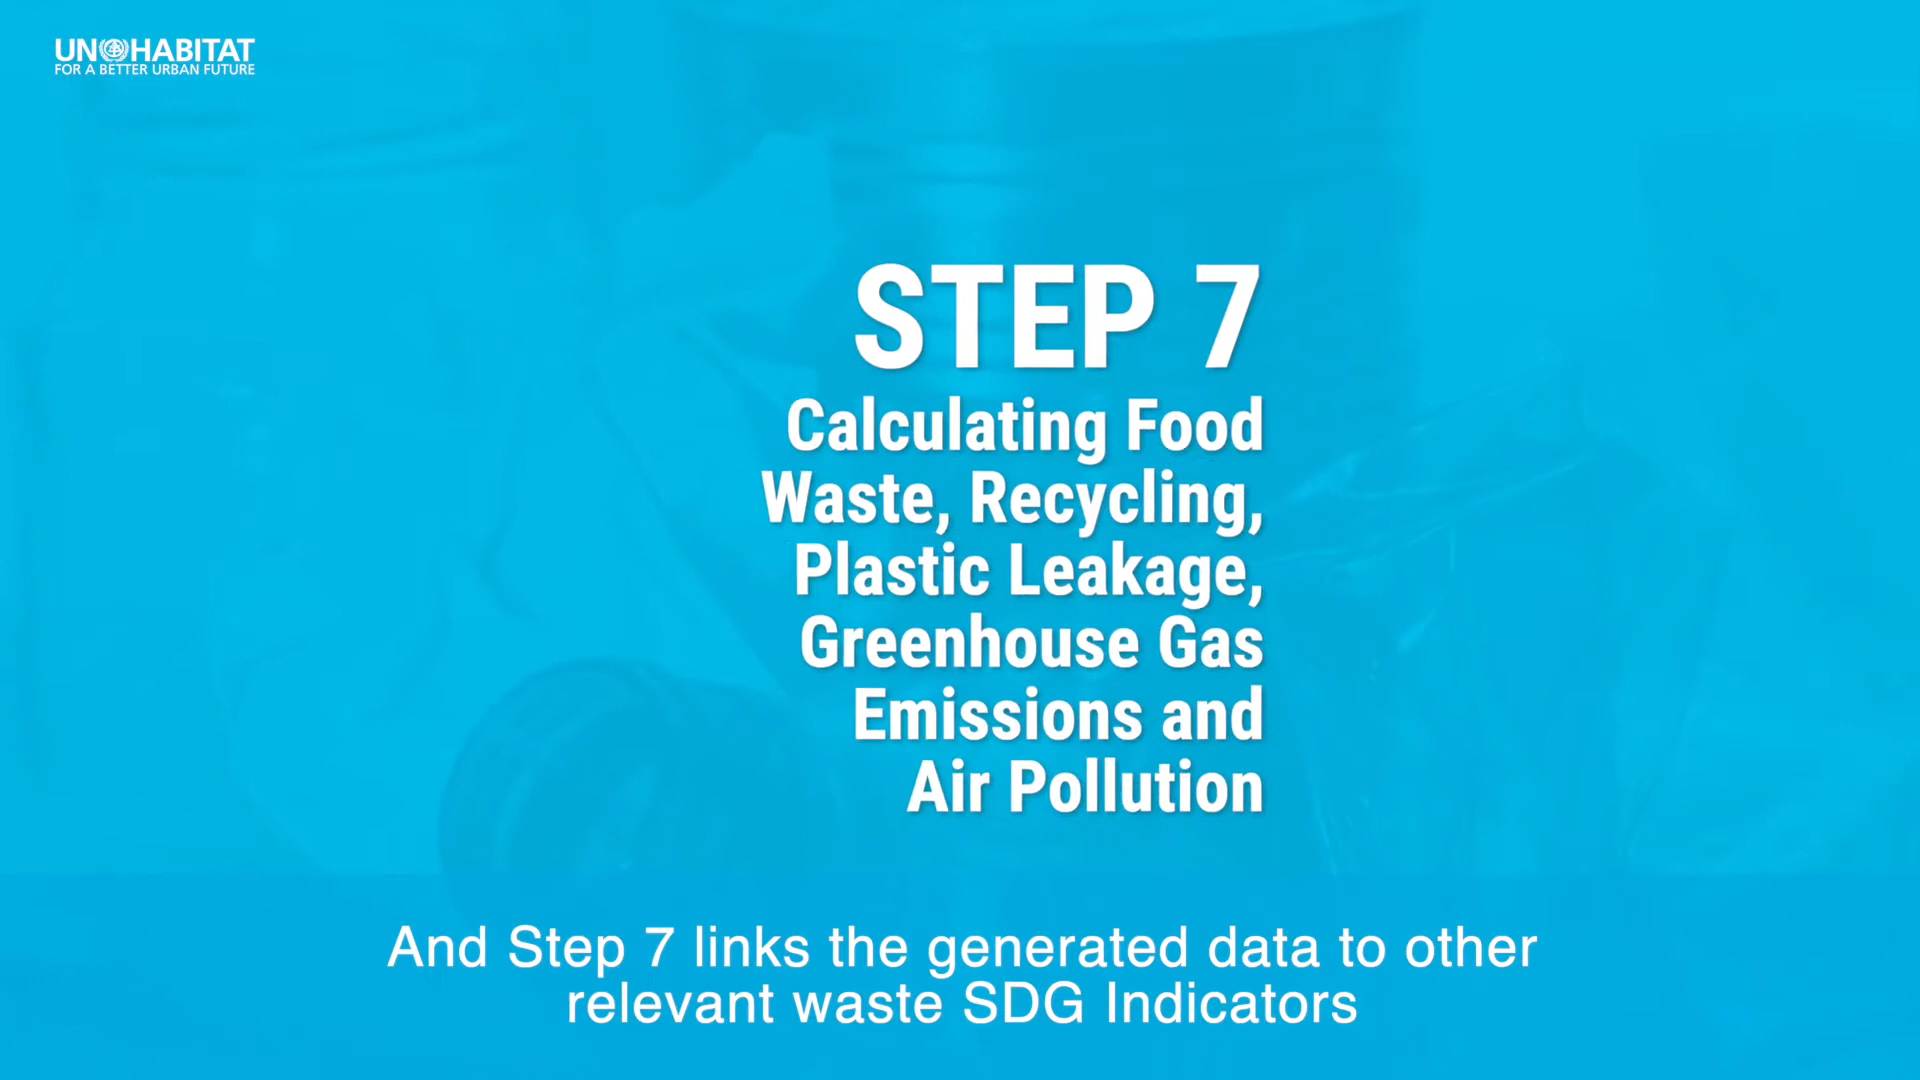 UN HABITAT
FOR A BETTER URBAN FUTURE
STEP 7
Calculating Food
Waste, Recycling,
Plastic Leakage,
Greenhouse Gas
Emissions and
Air Pollution
And Step 7 links the generated data to other
relevant waste SDG Indicators